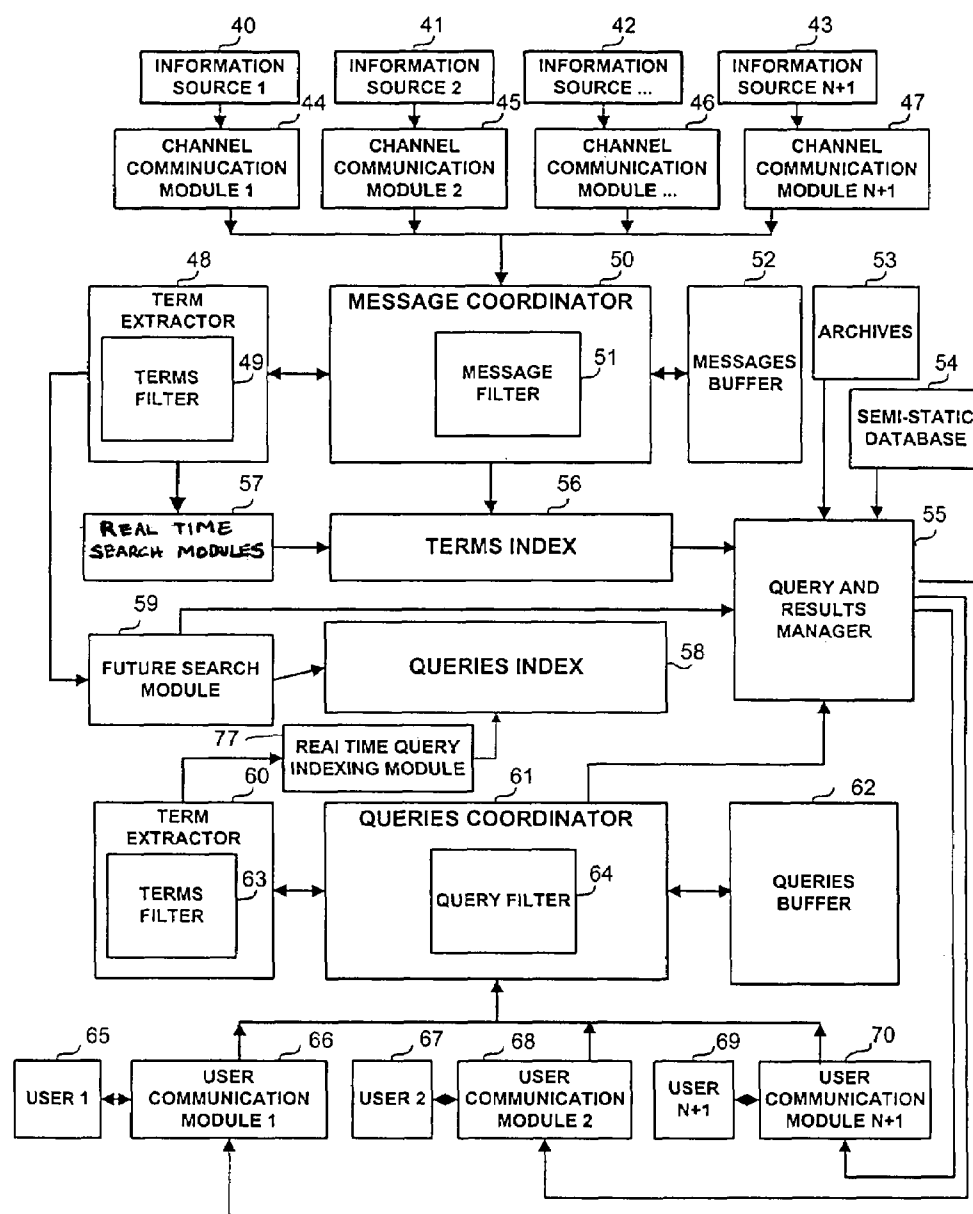 40
41
42
43
INFORMATION
SOURCE 1
INFORMATION
SOURCE 2
INFORMATION
SOURCE ...
INFORMATION
SOURCE N+1
44
45
46
47
CHANNEL
COMMINUCATION
MODULE 1
CHANNEL
COMMUNICATION
MODULE 2
CHANNEL
COMMUNICATION
MODULE ...
CHANNEL
COMMUNICATION
MODULE N+1
48
50
52
53
TERM
EXTRACTOR
TERMS
FILTER
49
MESSAGE COORDINATOR
MESSAGE
FILTER
51
MESSAGES
BUFFER
ARCHIVES
54
SEMI-STATIC
DATABASE
57
56
55
REAL TIME
SEARCH MODULES
TERMS INDEX
QUERY AND
RESULTS
MANAGER
59
58
FUTURE SEARCH
MODULE
QUERIES INDEX
77
REAl TIME QUERY
INDEXING MODULE
60
61
62
TERM
EXTRACTOR
TERMS
FILTER
63
QUERIES COORDINATOR
QUERY FILTER
64
QUERIES
BUFFER
65
66
67
68
69
70
USER 1
USER
COMMUNICATION
MODULE 1
USER 2
USER
COMMUNICATION
MODULE 2
USER
N+1
USER
COMMUNICATION
MODULE N+1